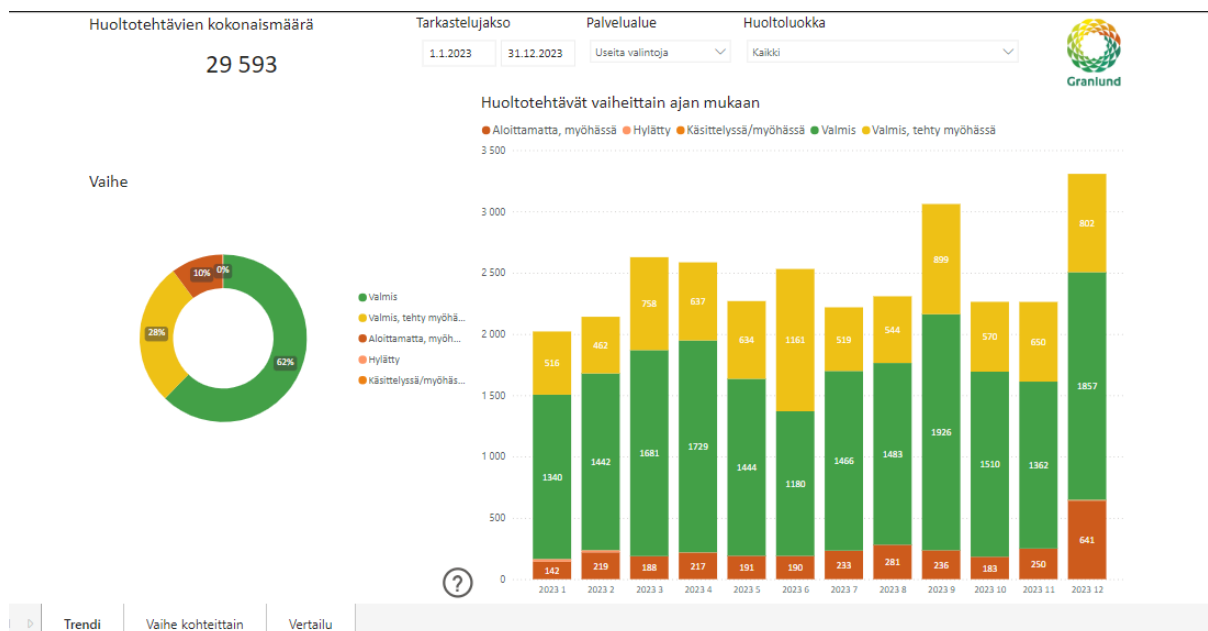 Huoltotehtävien kokonaismäärä
29 593
Tarkastelujakso
1.1.2023
31.12.2023
Palvelualue
Useita valintoja
Huoltoluokka
Kaikki
Granlund
Huoltotehtävät vaiheittain ajan mukaan
Aloittamatta, myöhässä Hylätty Käsittelyssä/myöhässä Valmis Valmis, tehty myöhässä
Vaihe
10% 0%
28%
62%
Valmis
Valmis, tehty myöhä...
Aloittamatta, myöh...
Hylätty
Käsittelyssä/myöhäs...
3 500
3 000
2 500
2 000
1 500
1 000
500
0
516 462 758 637 634 1161 519 544 899 570 650 802
1340 1442 1681 1729 1444 1180 1466 1483 1926 1510 1362 1857
142 219 188 217 191 190 233 281 236 183 250 641
2023 1 2023 2 2023 3 2023 4 2023 5 2023 6 2023 7 2023 8 2023 9 2023 10 2023 11 2023 12
?
Trendi Vaihe kohteittain Vertailu